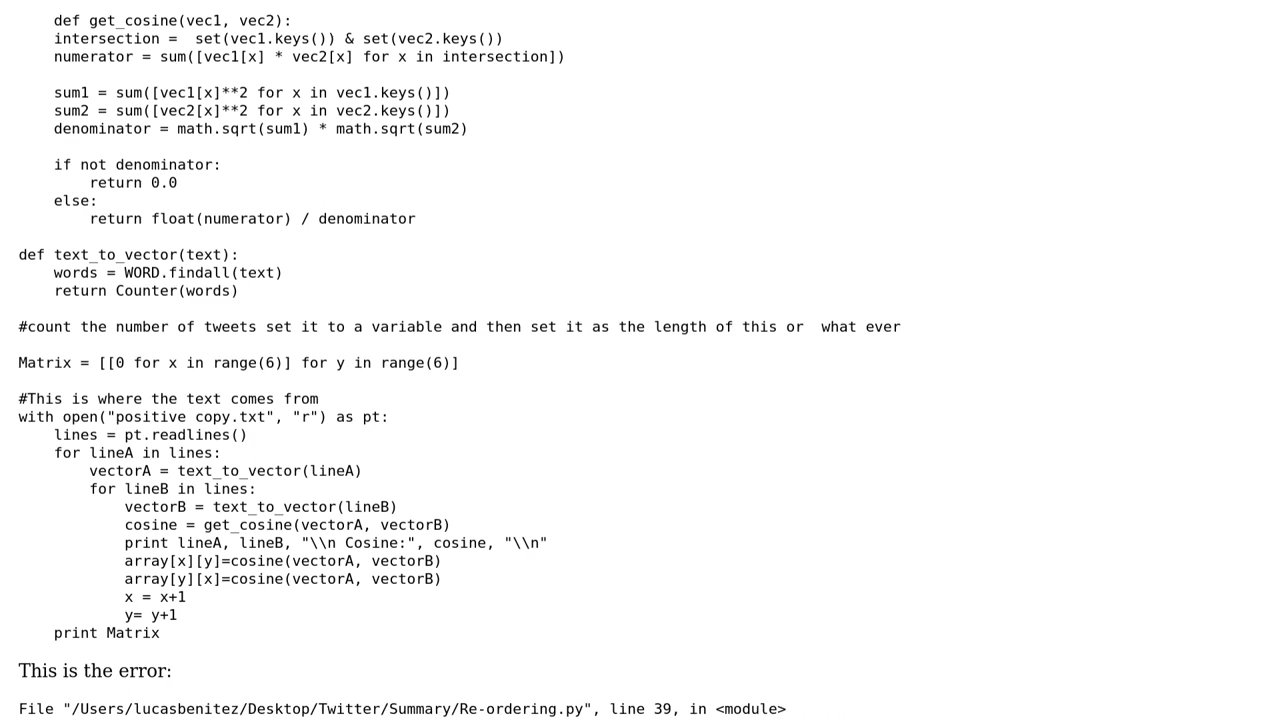 def get_cosine(vec1, vec2):
    intersection =  set(vec1.keys()) & set(vec2.keys())
    numerator = sum([vec1[x] * vec2[x] for x in intersection])

    sum1 = sum([vec1[x]**2 for x in vec1.keys()])
    sum2 = sum([vec2[x]**2 for x in vec2.keys()])
    denominator = math.sqrt(sum1) * math.sqrt(sum2)

    if not denominator:
        return 0.0
    else:
        return float(numerator) / denominator

def text_to_vector(text):
    words = WORD.findall(text)
    return Counter(words)

#count the number of tweets set it to a variable and then set it as the length of this or  what ever

Matrix = [[0 for x in range(6)] for y in range(6)]

#This is where the text comes from
with open("positive copy.txt", "r") as pt:
    lines = pt.readlines()
    for lineA in lines:
        vectorA = text_to_vector(lineA)
        for lineB in lines:
            vectorB = text_to_vector(lineB)
            cosine = get_cosine(vectorA, vectorB)
            print lineA, lineB, "\\n Cosine:", cosine, "\\n"
            array[x][y]=cosine(vectorA, vectorB)
            array[y][x]=cosine(vectorA, vectorB)
            x = x+1
            y= y+1
    print Matrix

This is the error:

File "/Users/lucasbenitez/Desktop/Twitter/Summary/Re-ordering.py", line 39, in <module>